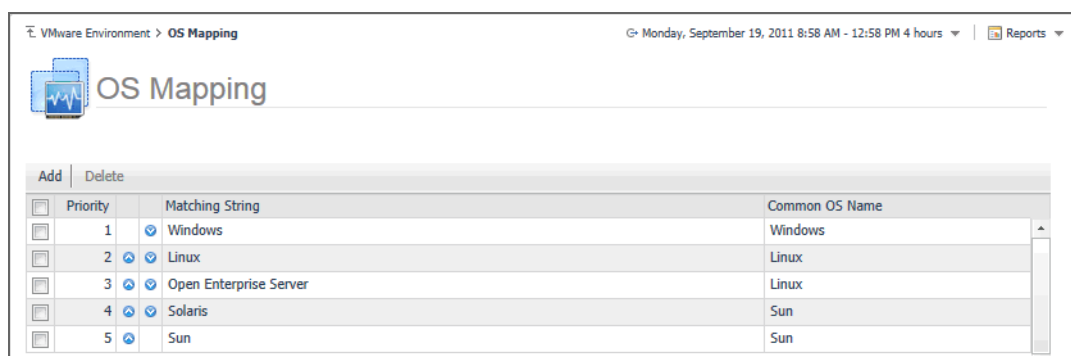 VMware Environment > OS Mapping
Monday, September 19, 2011 8:58 AM - 12:58 PM 4 hours
Reports
OS Mapping
Add Delete
Priority Matching String Common OS Name
1 Windows Windows
2 Linux Linux
3 Open Enterprise Server Linux
4 Solaris Sun
5 Sun Sun